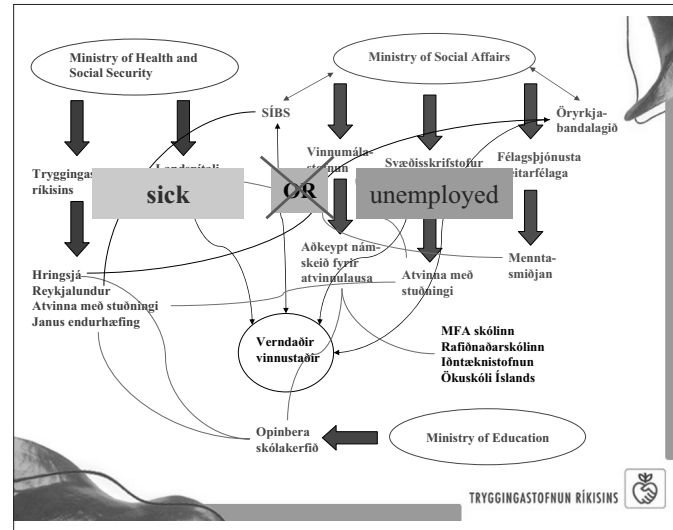 Ministry of Health and
Social Security
Ministry of Social Affairs
SÍBS
Öryrkja-
bandalagið
Vinnumála-
Svæðisskrifstofur
Félagsþjónusta
ríkisins
sick
OR
unemployed
Aðkeypt nám-
skeið fyrir
atvinnulausa
Atvinna með
stuðningi
Mennta-
smiðjan
Hringsjá
Reykjalundur
Atvinna með stuðningi
Janus endurhæfing
Verndaðir
vinnustaðir
MFA skólinn
Rafiðnaðarskólinn
Iðntæknistofnun
Ökuskóli Íslands
Opinbera
skólakerfið
Ministry of Education
TRYGGINGASTOFNUN RÍKISINS